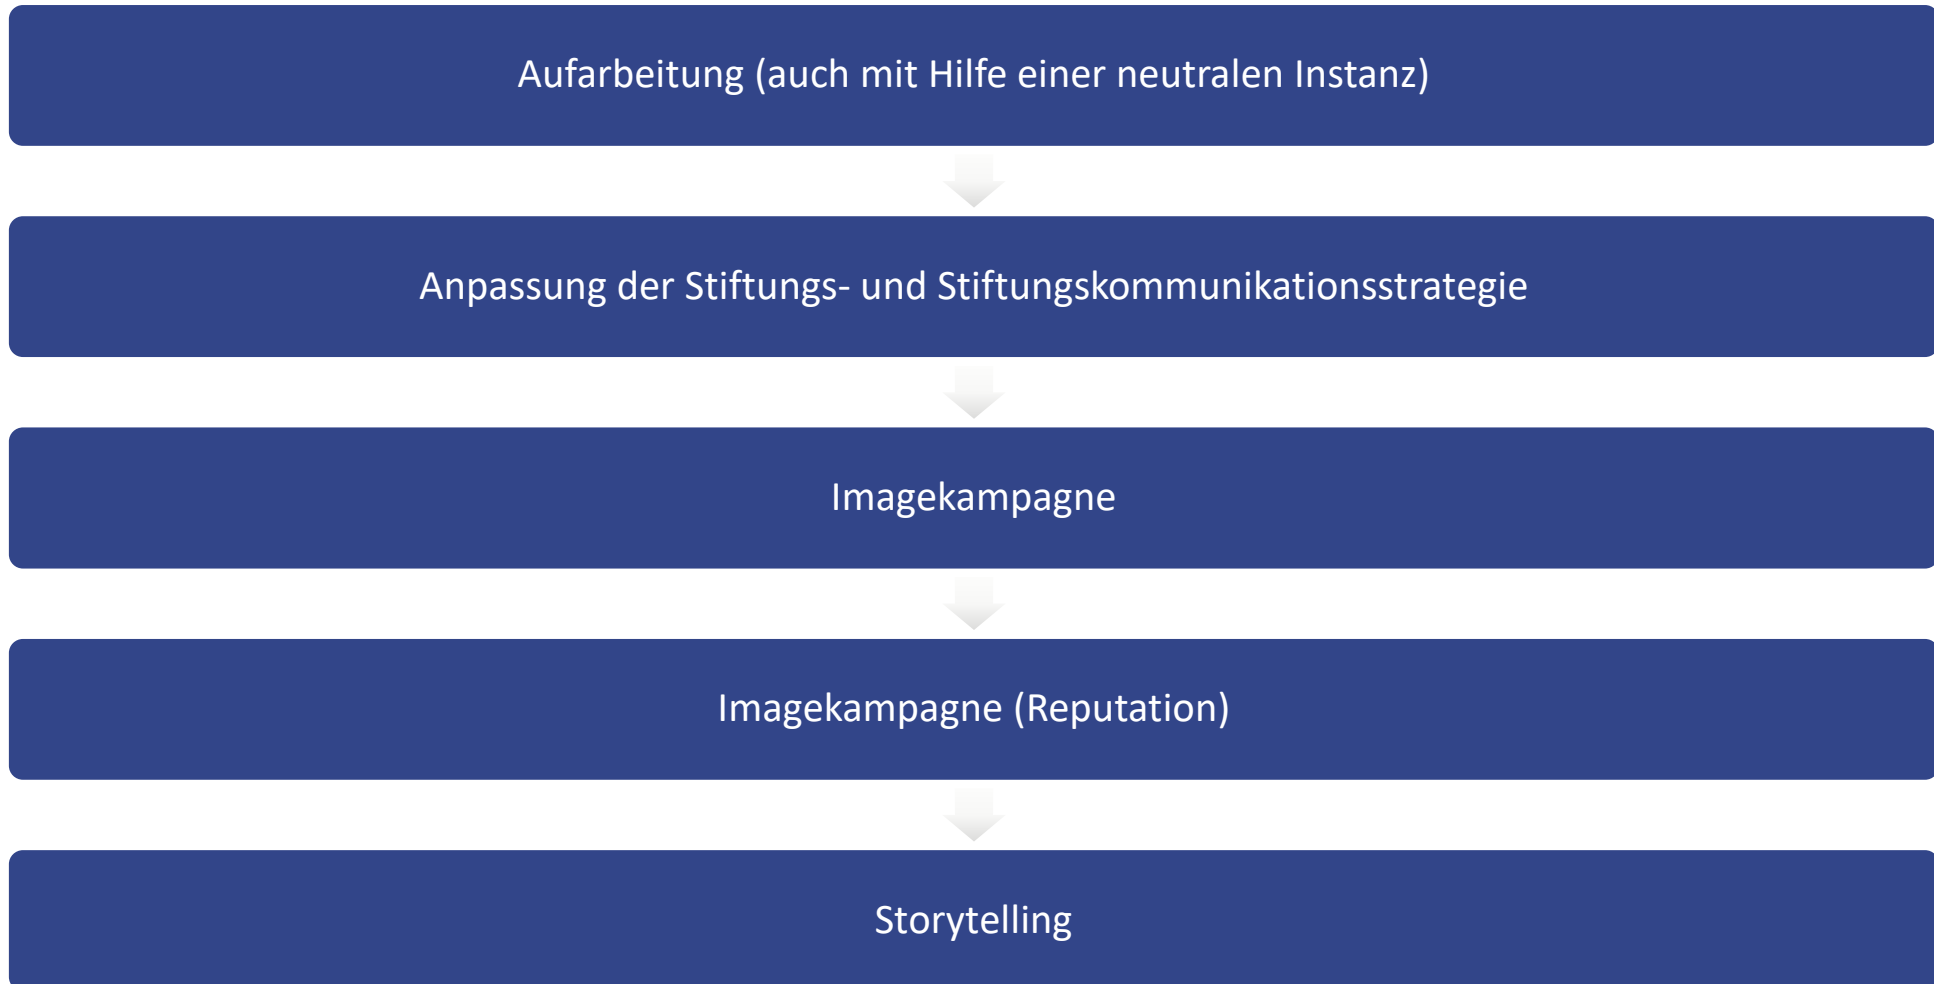 Aufarbeitung (auch mit Hilfe einer neutralen Instanz)
Anpassung der Stiftungs- und Stiftungskommunikationsstrategie
Imagekampagne
Imagekampagne (Reputation)
Storytelling